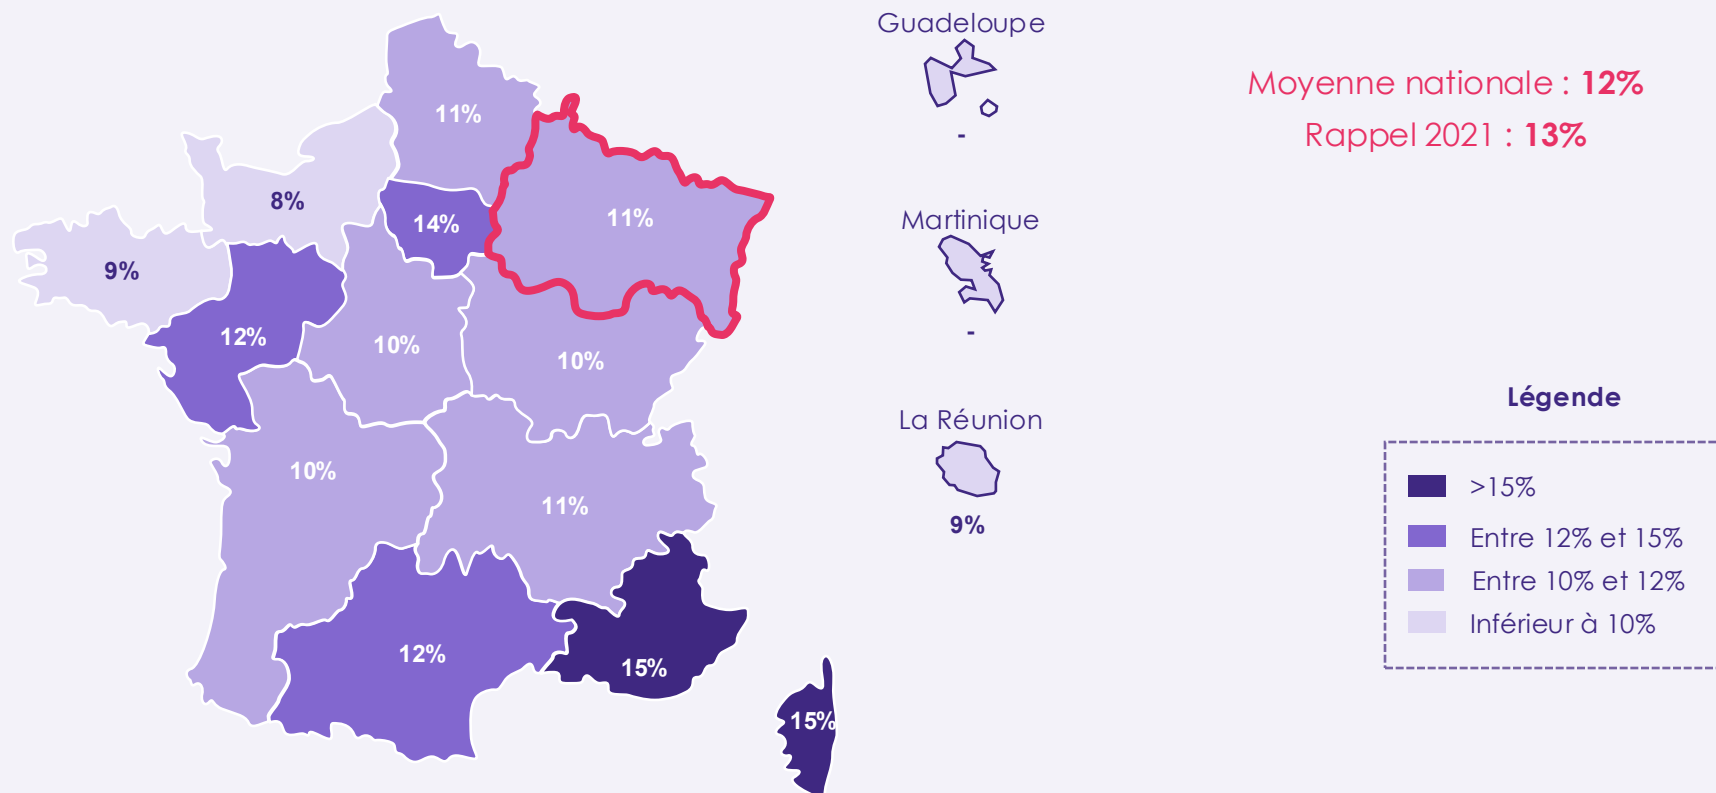 11%
8%
14%
11%
9%
12%
10%
10%
10%
11%
12%
15%
15%
Guadeloupe
-
Martinique
-
La Réunion
9%
Moyenne nationale : 12%
Rappel 2021 : 13%
Légende
>15%
Entre 12% et 15%
Entre 10% et 12%
Inférieur à 10%